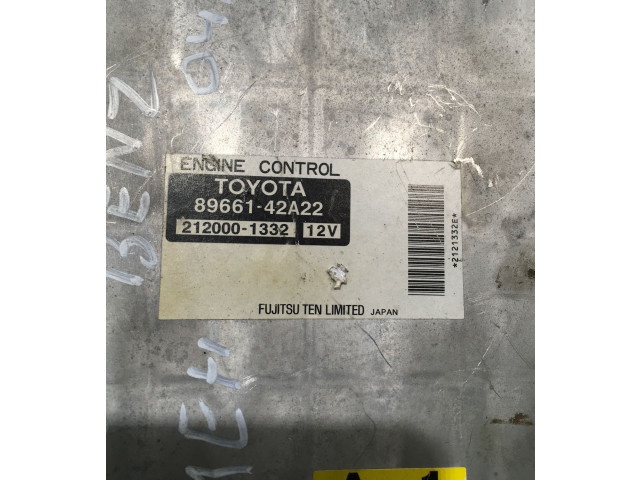 ENGINE CONTROL
TOYOTA
89661-42A22
212000-1332 12V
*2121332E*
FUJITSU TEN LIMITED JAPAN